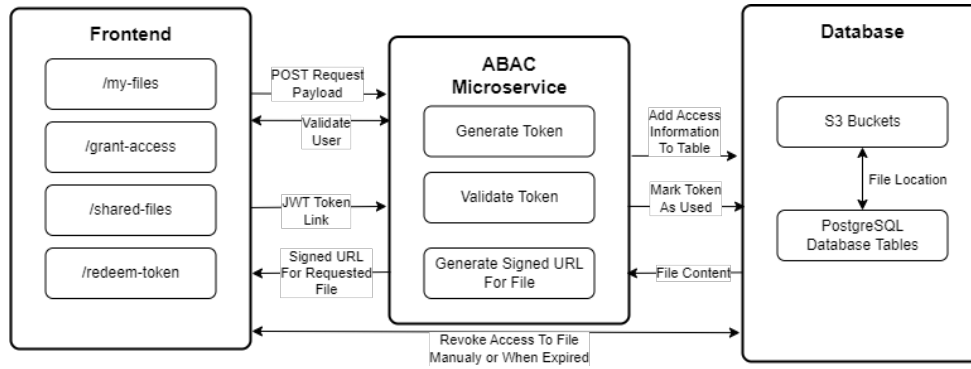 Frontend
/my-files
/grant-access
/shared-files
/redeem-token
POST Request
Payload
Validate
User
JWT Token
Link
Signed URL
For Requested
File
ABAC
Microservice
Generate Token
Validate Token
Generate Signed URL
For File
Add Access
Information
To Table
Mark Token
As Used
File Content
Revoke Access To File
Manualy or When Expired
Database
S3 Buckets
File Location
PostgreSQL
Database Tables